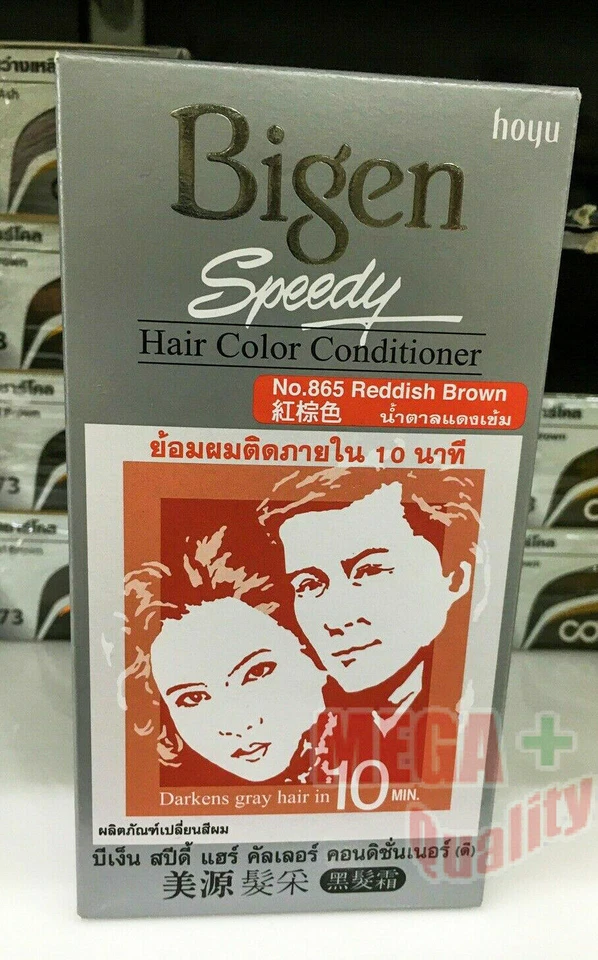 hoyu
Bigen
Speedy
Hair Color Conditioner
No.865 Reddish Brown
紅棕色 น้ำตาลแดงเข้ม
ย้อมผมติดภายใน 10 นาที
Darkens gray hair in 10 MIN.
ผลิตภัณฑ์เปลี่ยนสีผม
บีเง็น สปีดี้ แฮร์ คัลเลอร์ คอนดิชั่นเนอร์ (ดี)
美源髮采 黑髮霜
MEGA +
Quality
73
73